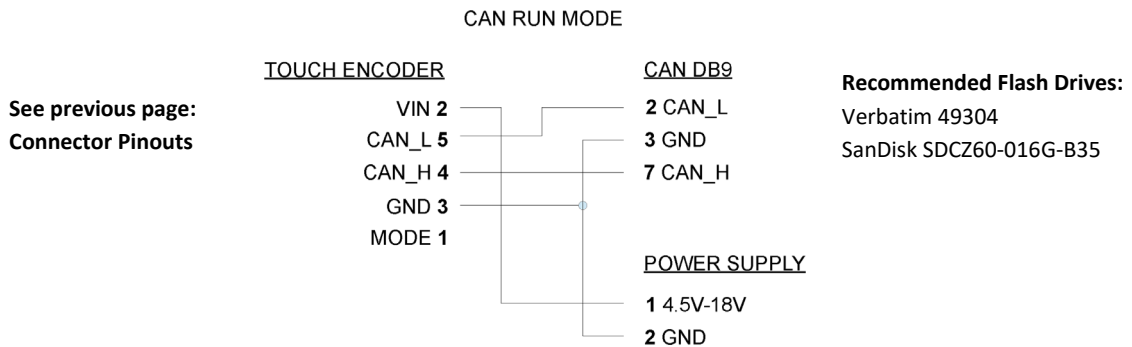 CAN RUN MODE
See previous page:
Connector Pinouts
TOUCH ENCODER
VIN 2
CAN_L 5
CAN_H 4
GND 3
MODE 1
CAN DB9
2 CAN_L
3 GND
7 CAN_H
POWER SUPPLY
1 4.5V-18V
2 GND
Recommended Flash Drives:
Verbatim 49304
SanDisk SDCZ60-016G-B35